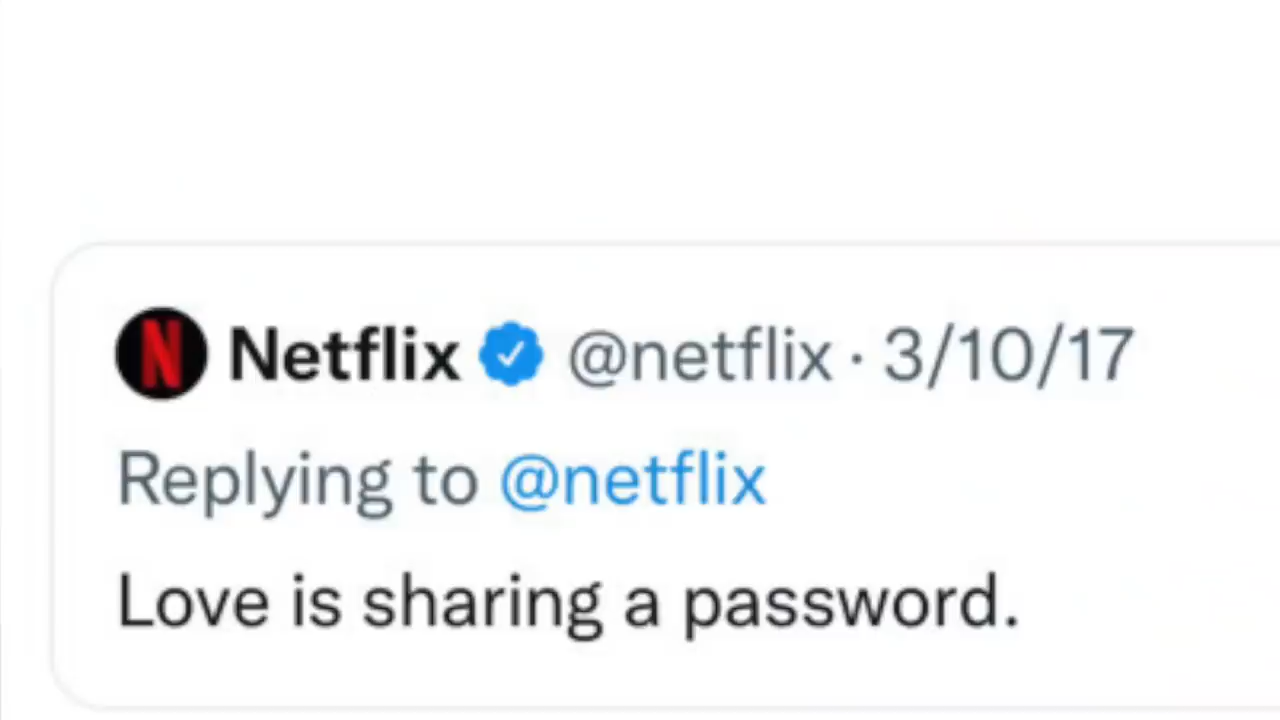 Netflix @netflix · 3/10/17
Replying to @netflix
Love is sharing a password.